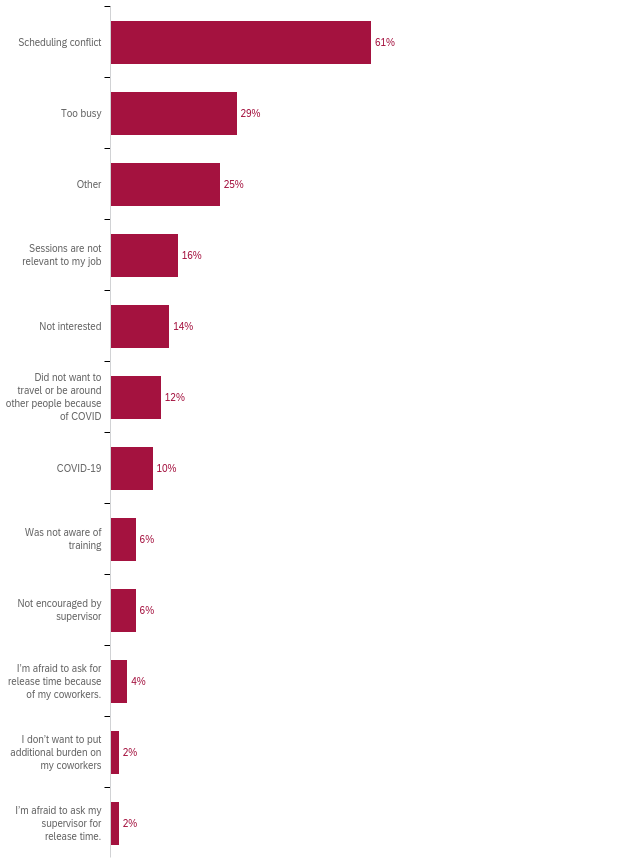 Scheduling conflict
61%
Too busy
29%
Other
25%
Sessions are not
relevant to my job
16%
Not interested
14%
Did not want to
travel or be around
other people because
of COVID
12%
COVID-19
10%
Was not aware of
training
6%
Not encouraged by
supervisor
6%
I'm afraid to ask for
release time because
of my coworkers.
4%
I don't want to put
additional burden on
my coworkers
2%
I'm afraid to ask my
supervisor for
release time.
2%